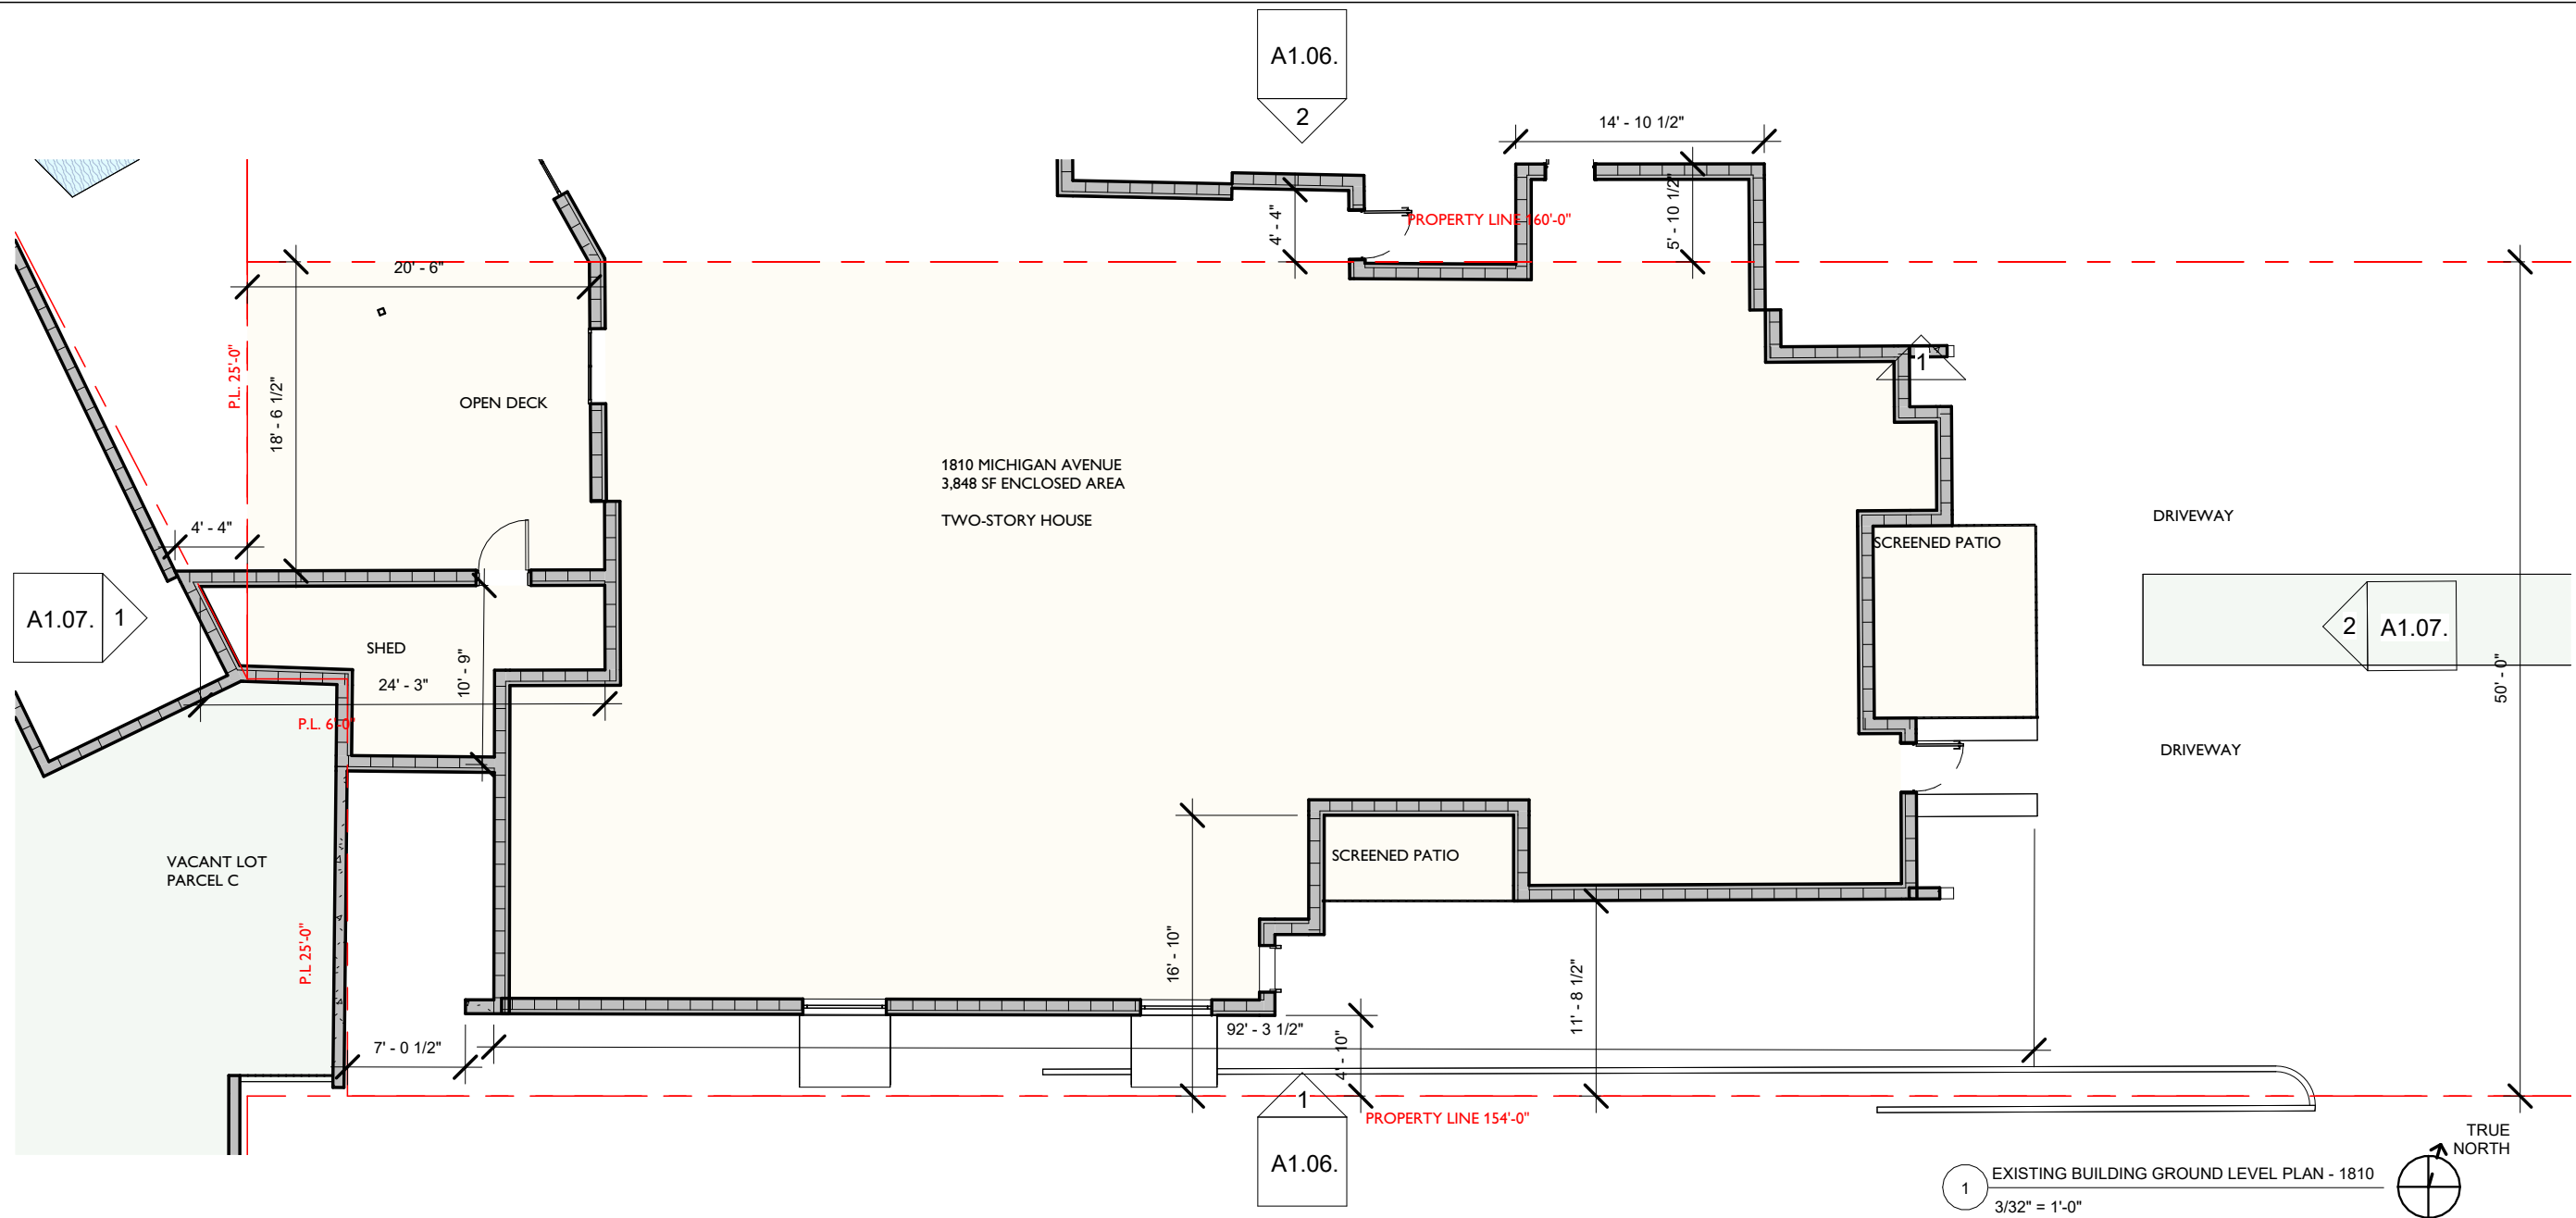 A1.06.
2
14' - 10 1/2"
4' - 4"
PROPERTY LINE 160'-0"
5' - 10 1/2"
20' - 6"
P.L. 25'-0"
18' - 6 1/2"
OPEN DECK
1
1810 MICHIGAN AVENUE
3,848 SF ENCLOSED AREA
TWO-STORY HOUSE
DRIVEWAY
4' - 4"
SCREENED PATIO
A1.07.
1
2
A1.07.
SHED
24' - 3"
10' - 9"
50' - 0"
P.L. 6'-0"
DRIVEWAY
VACANT LOT
PARCEL C
SCREENED PATIO
P.L 25'-0"
16' - 10"
11' - 8 1/2"
92' - 3 1/2"
4' - 10"
7' - 0 1/2"
1
PROPERTY LINE 154'-0"
A1.06.
TRUE
NORTH
1
EXISTING BUILDING GROUND LEVEL PLAN - 1810
3/32" = 1'-0"